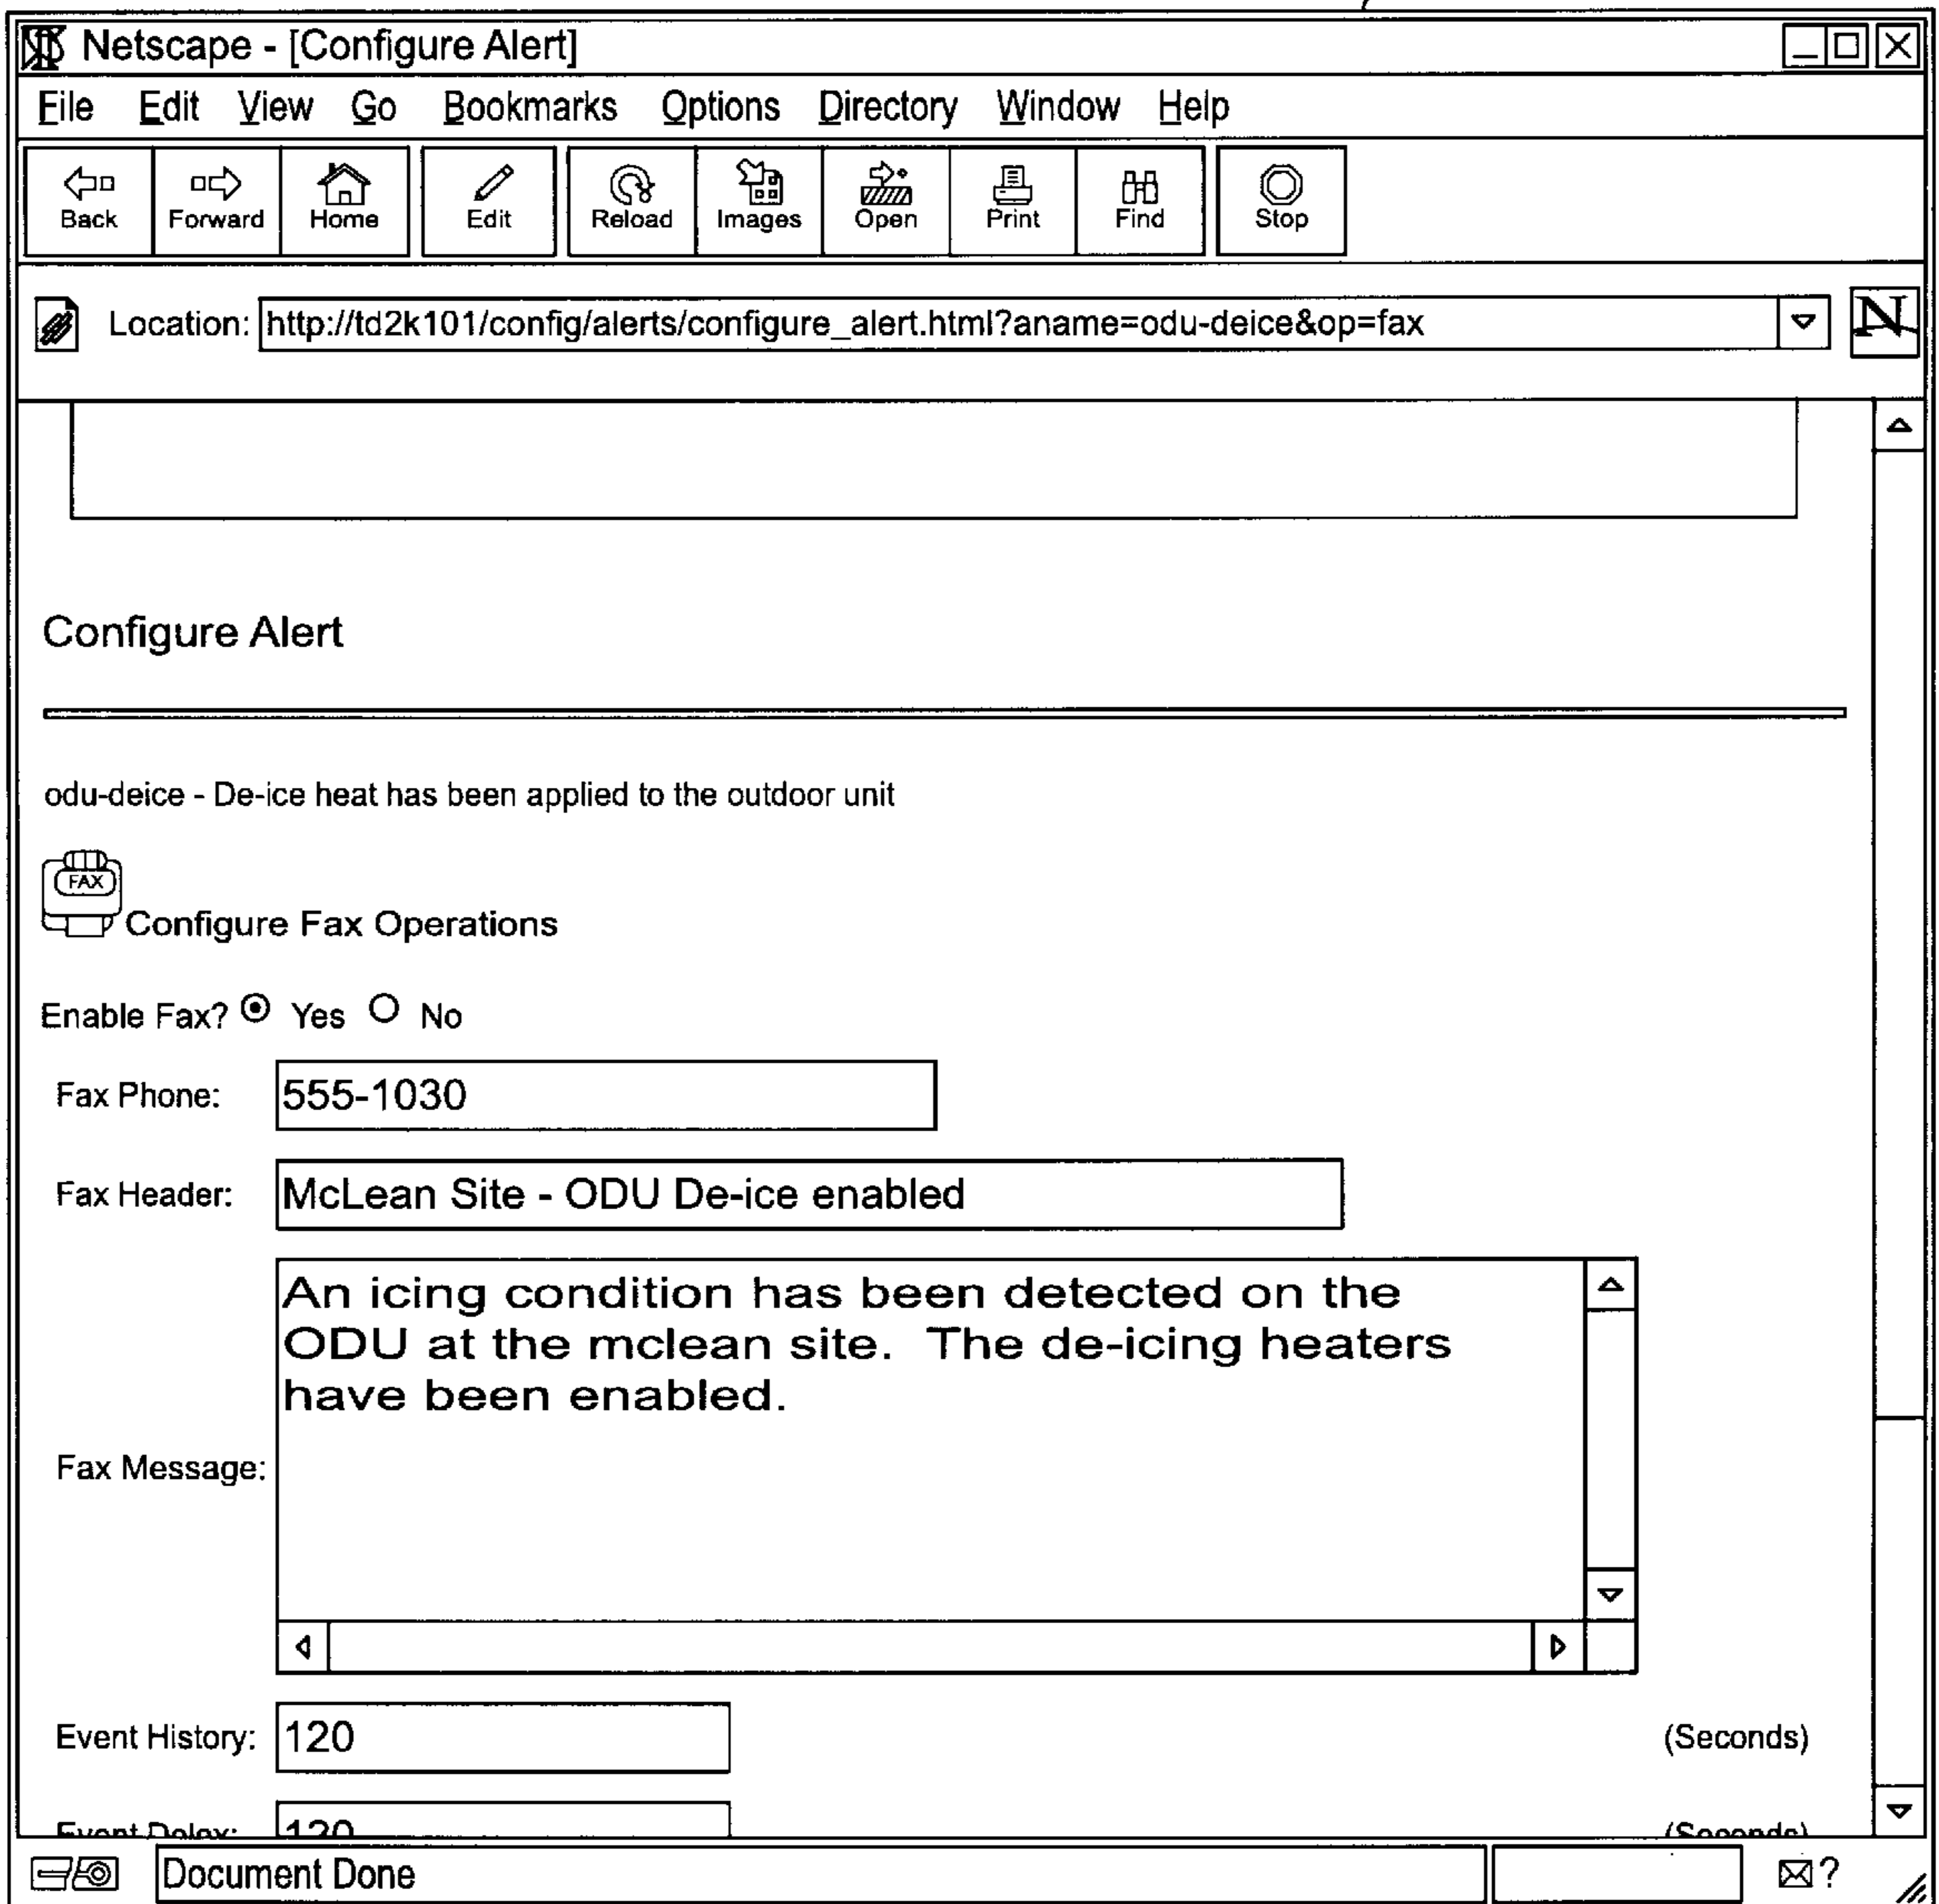 Netscape - [Configure Alert]
File Edit View Go Bookmarks Options Directory Window Help
Back Forward Home Edit Reload Images Open Print Find Stop
Location: http://td2k101/config/alerts/configure_alert.html?aname=odu-deice&op=fax
N
Configure Alert
odu-deice - De-ice heat has been applied to the outdoor unit
FAX
Configure Fax Operations
Enable Fax? Yes No
Fax Phone: 555-1030
Fax Header: McLean Site - ODU De-ice enabled
An icing condition has been detected on the
ODU at the mclean site. The de-icing heaters
have been enabled.
Fax Message:
Event History: 120 (Seconds)
Event Delay: 120 (Seconds)
Document Done
?